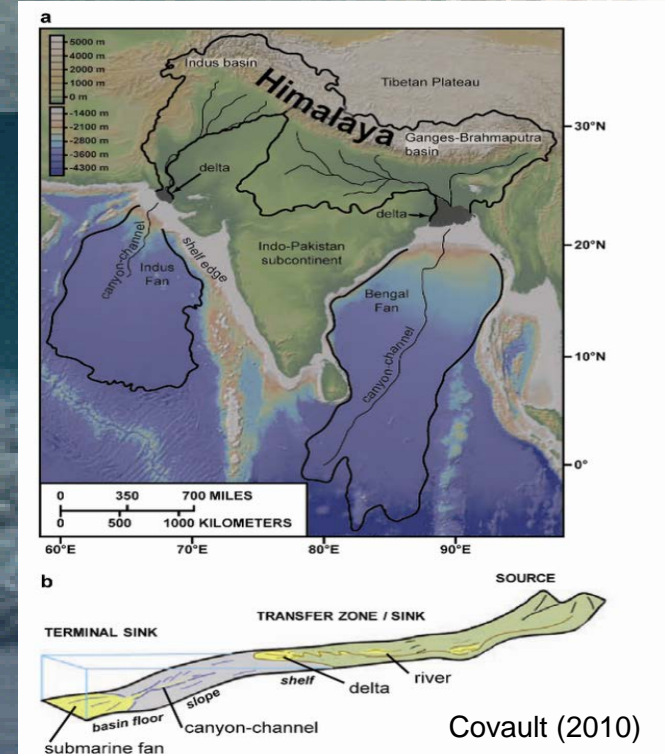 a
5000 m
4000 m
2000 m
1000 m
0 m
-1400 m
-2100 m
-2800 m
-3600 m
-4300 m
Indus basin
Himalaya
Tibetan Plateau
Ganges-Brahmaputra
basin
30°N
delta
delta
20°N
canyon-channel
Indus
Fan
shelf edge
Indo-Pakistan
subcontinent
Bengal
Fan
canyon-channel
10°N
0°
0 350 700 MILES
0 500 1000 KILOMETERS
60°E 70°E 80°E 90°E
b
SOURCE
TRANSFER ZONE / SINK
TERMINAL SINK
river
shelf
delta
slope
basin floor
canyon-channel
submarine fan
Covault (2010)